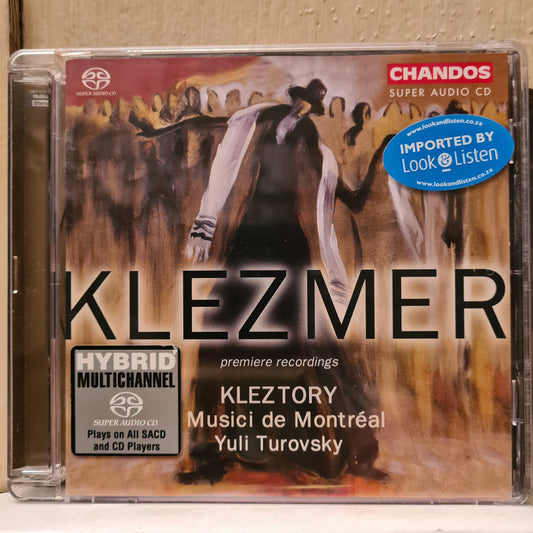 SUPER AUDIO CD
CHANDOS
SUPER AUDIO CD
www.lookandlisten.co.za
IMPORTED BY
Look & Listen
www.lookandlisten.co.za
KLEZMER
premiere recordings
KLEZTORY
Musici de Montréal
Yuli Turovsky
HYBRID
MULTICHANNEL
SUPER AUDIO CD
Plays on All SACD
and CD Players